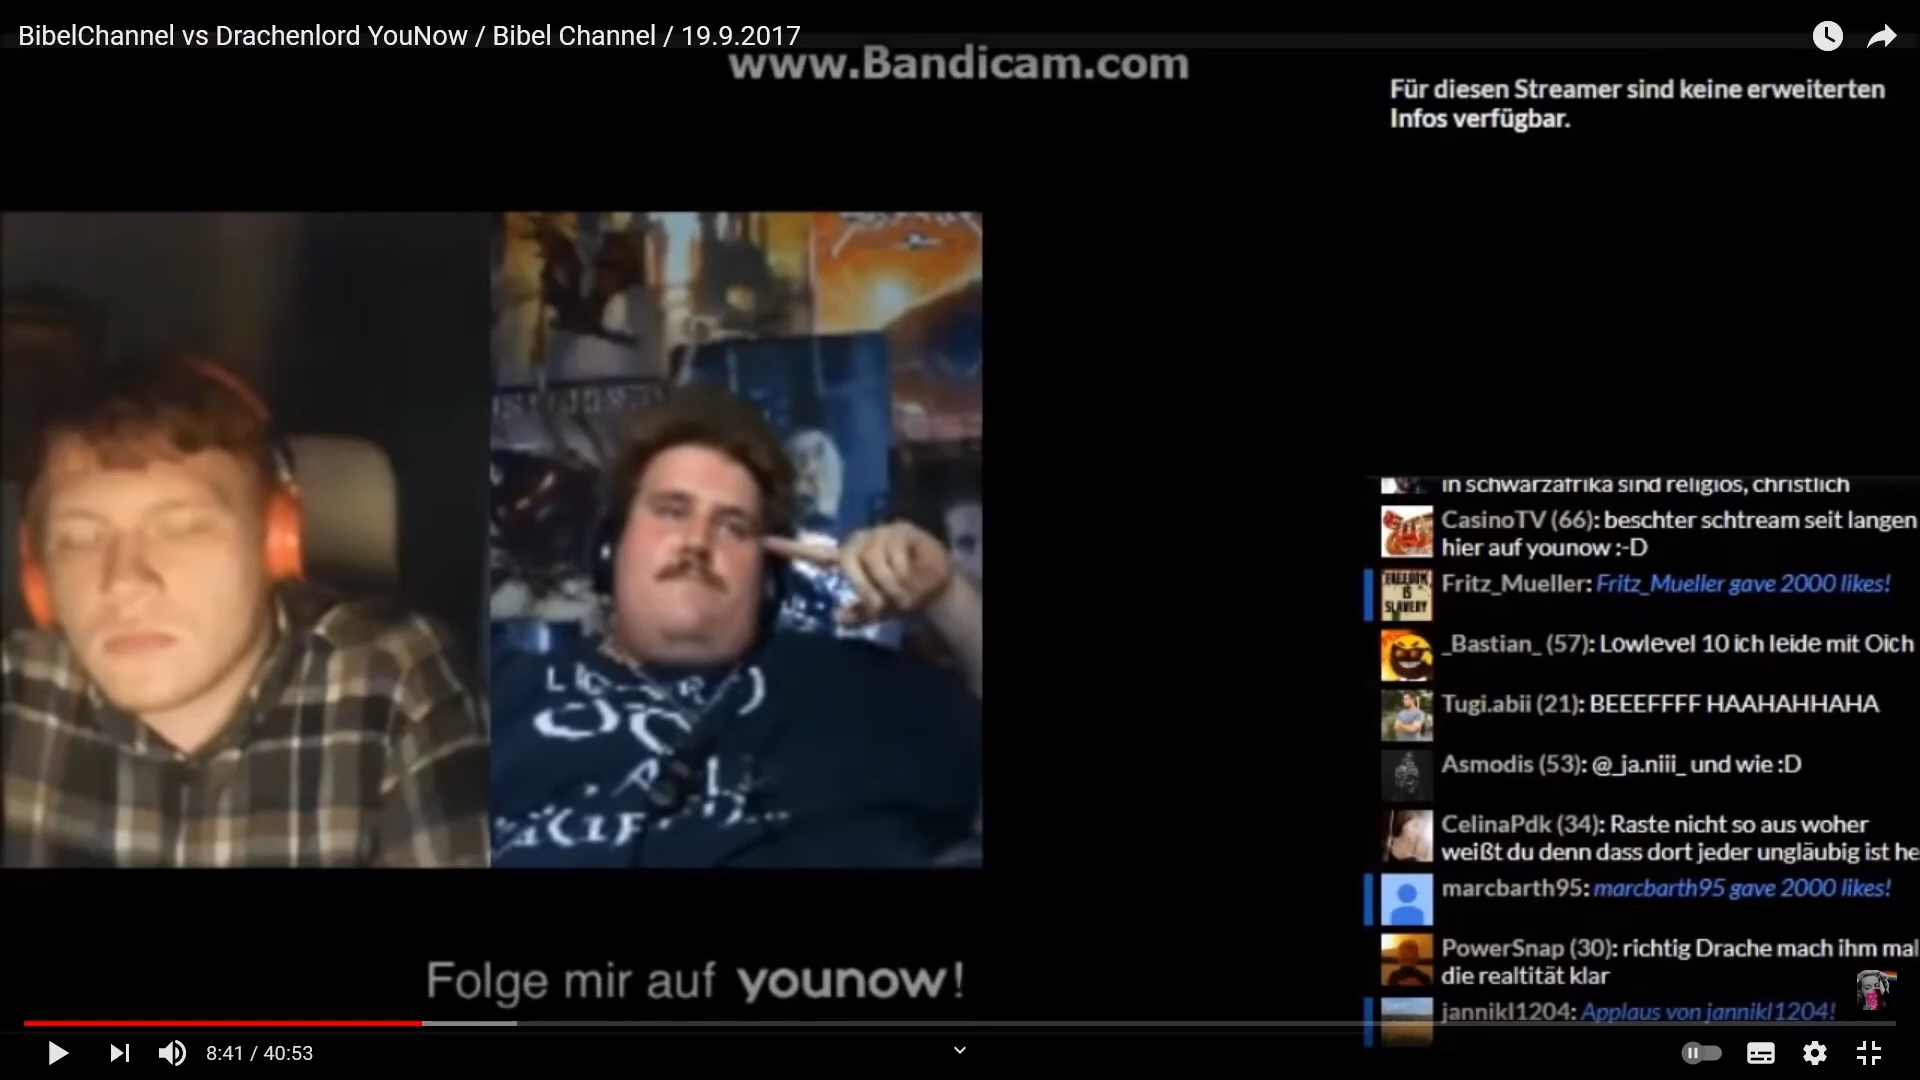 BibelChannel vs Drachenlord YouNow / Bibel Channel / 19.9.2017
www.Bandicam.com
Für diesen Streamer sind keine erweiterten
Infos verfügbar.
in schwarzafrika sind religiös, christlich
CasinoTV (66): beschter schtream seit langen
hier auf younow :-D
Fritz_Mueller: Fritz_Mueller gave 2000 likes!
FREEDOM
IS
SLAVERY
_Bastian_ (57): Lowlevel 10 ich leide mit Oich
Tugi.abii (21): BEEEFFFF HAAHAHHAHA
Asmodis (53): @_ja.niii_ und wie :D
CelinaPdk (34): Raste nicht so aus woher
weißt du denn dass dort jeder ungläubig ist he
marcbarth95: marcbarth95 gave 2000 likes!
PowerSnap (30): richtig Drache mach ihm mal
die realtität klar
jannikl1204: Applaus von jannikl1204!
Folge mir auf younow!
8:41 / 40:53